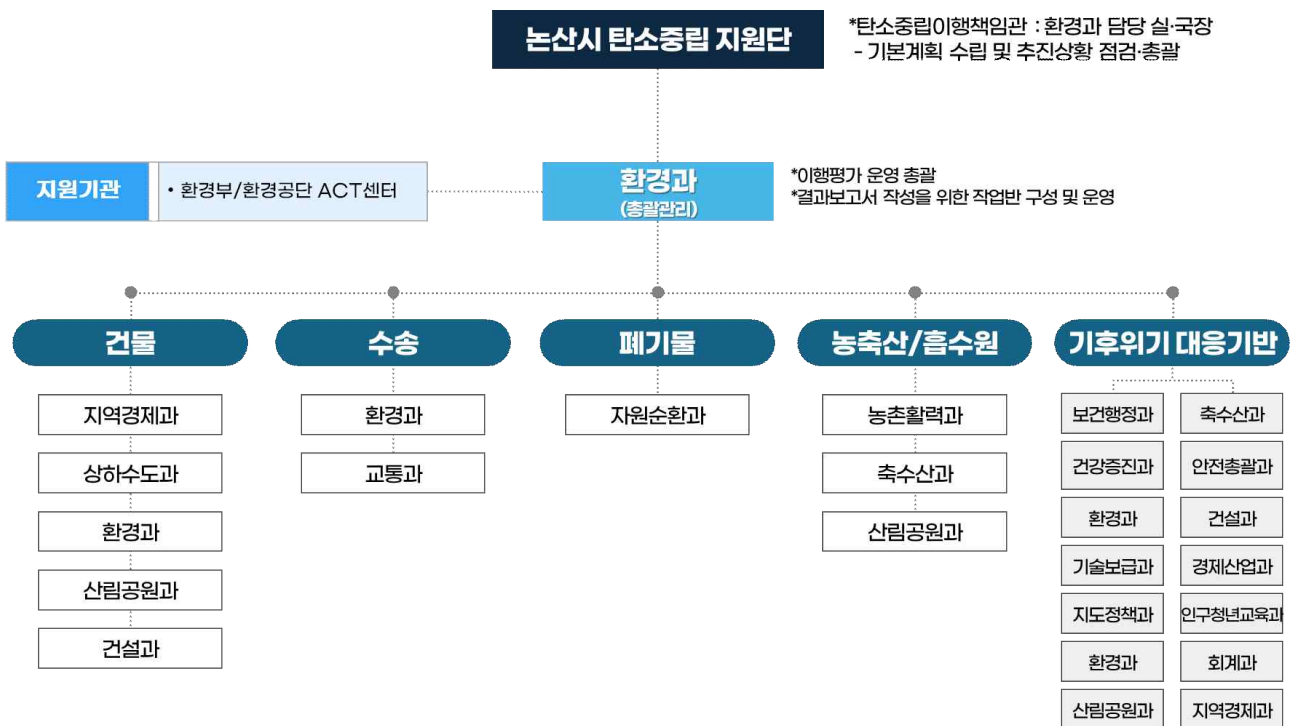 논산시 탄소중립 지원단
*탄소중립이행책임관 : 환경과 담당 실·국장
- 기본계획 수립 및 추진상황 점검·총괄
지원기관
• 환경부/환경공단 ACT센터
환경과
(총괄관리)
*이행평가 운영 총괄
*결과보고서 작성을 위한 작업반 구성 및 운영
건물
지역경제과
상하수도과
환경과
산림공원과
건설과
수송
환경과
교통과
폐기물
자원순환과
농축산/흡수원
농촌활력과
축수산과
산림공원과
기후위기 대응기반
보건행정과
건강증진과
환경과
기술보급과
지도정책과
환경과
산림공원과
축수산과
안전총괄과
건설과
경제산업과
인구청년교육과
회계과
지역경제과